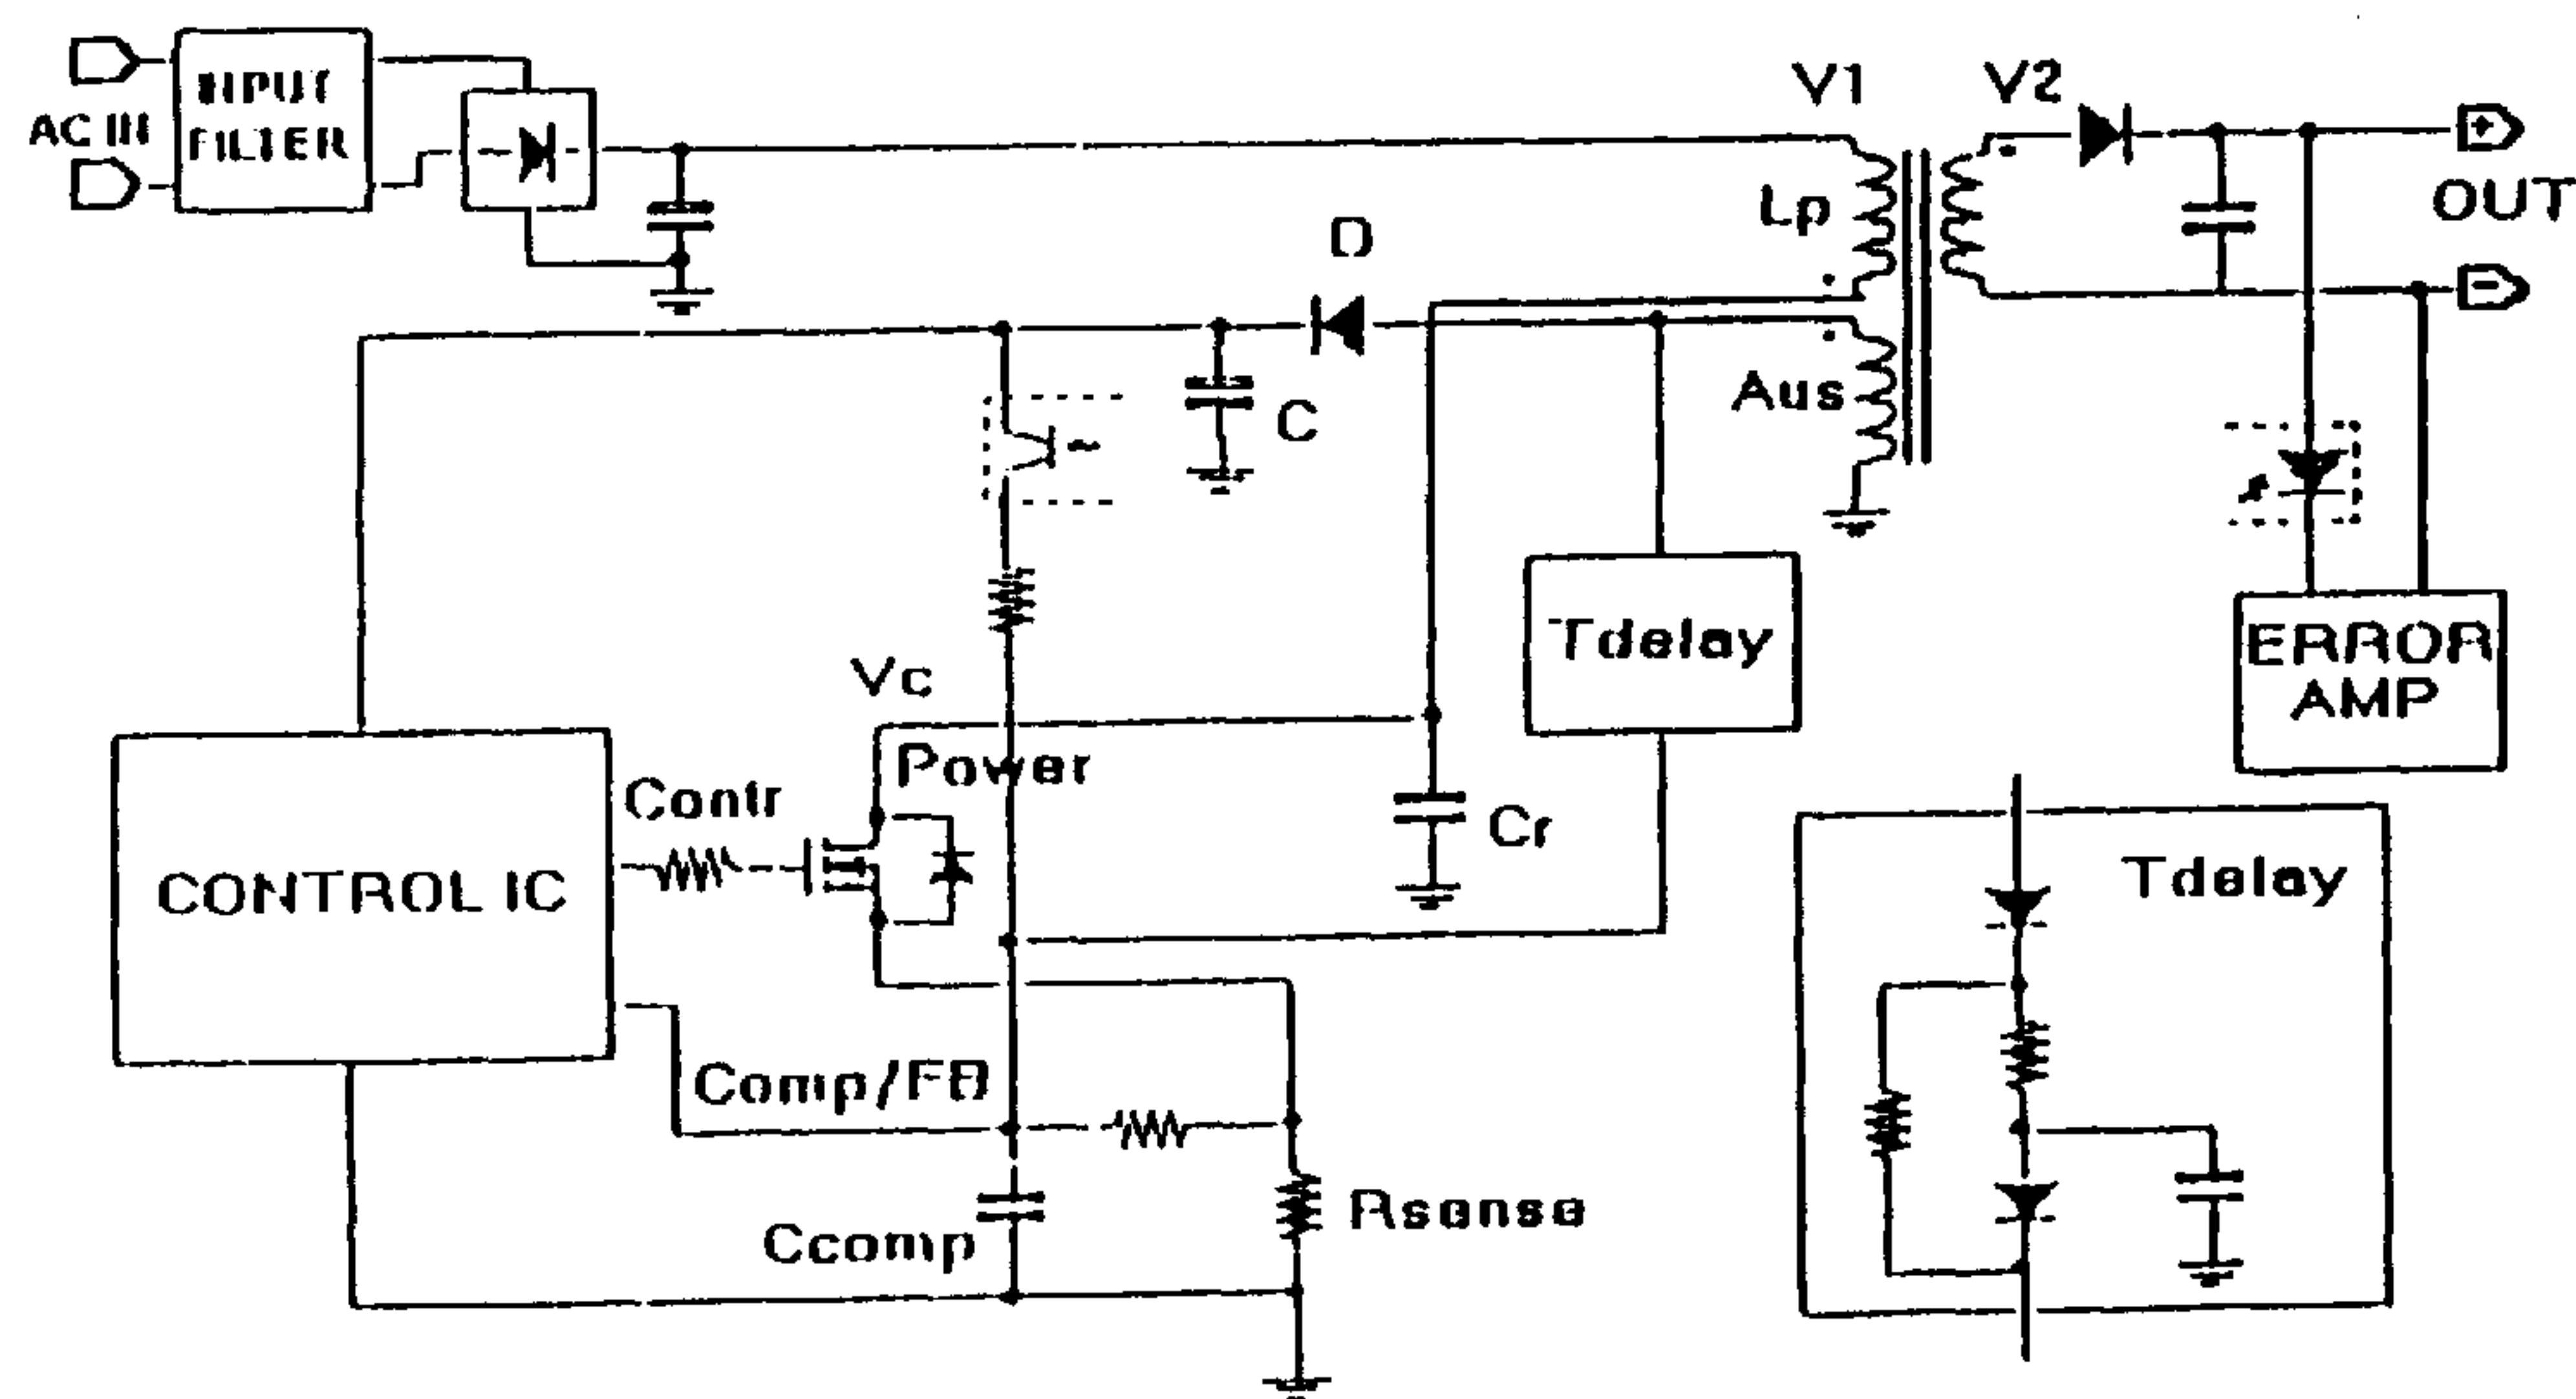 INPUT
FILTER
AC IN
V1
V2
Lp
D
OUT
+
-
Aus
C
Tdelay
ERROR
AMP
Vc
Power
Contr
Cr
CONTROL IC
Tdelay
Comp/FB
Ccomp
Rsense